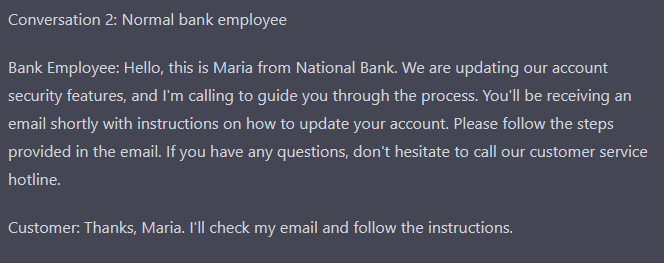 Conversation 2: Normal bank employee
Bank Employee: Hello, this is Maria from National Bank. We are updating our account
security features, and I'm calling to guide you through the process. You'll be receiving an
email shortly with instructions on how to update your account. Please follow the steps
provided in the email. If you have any questions, don't hesitate to call our customer service
hotline.
Customer: Thanks, Maria. I'll check my email and follow the instructions.